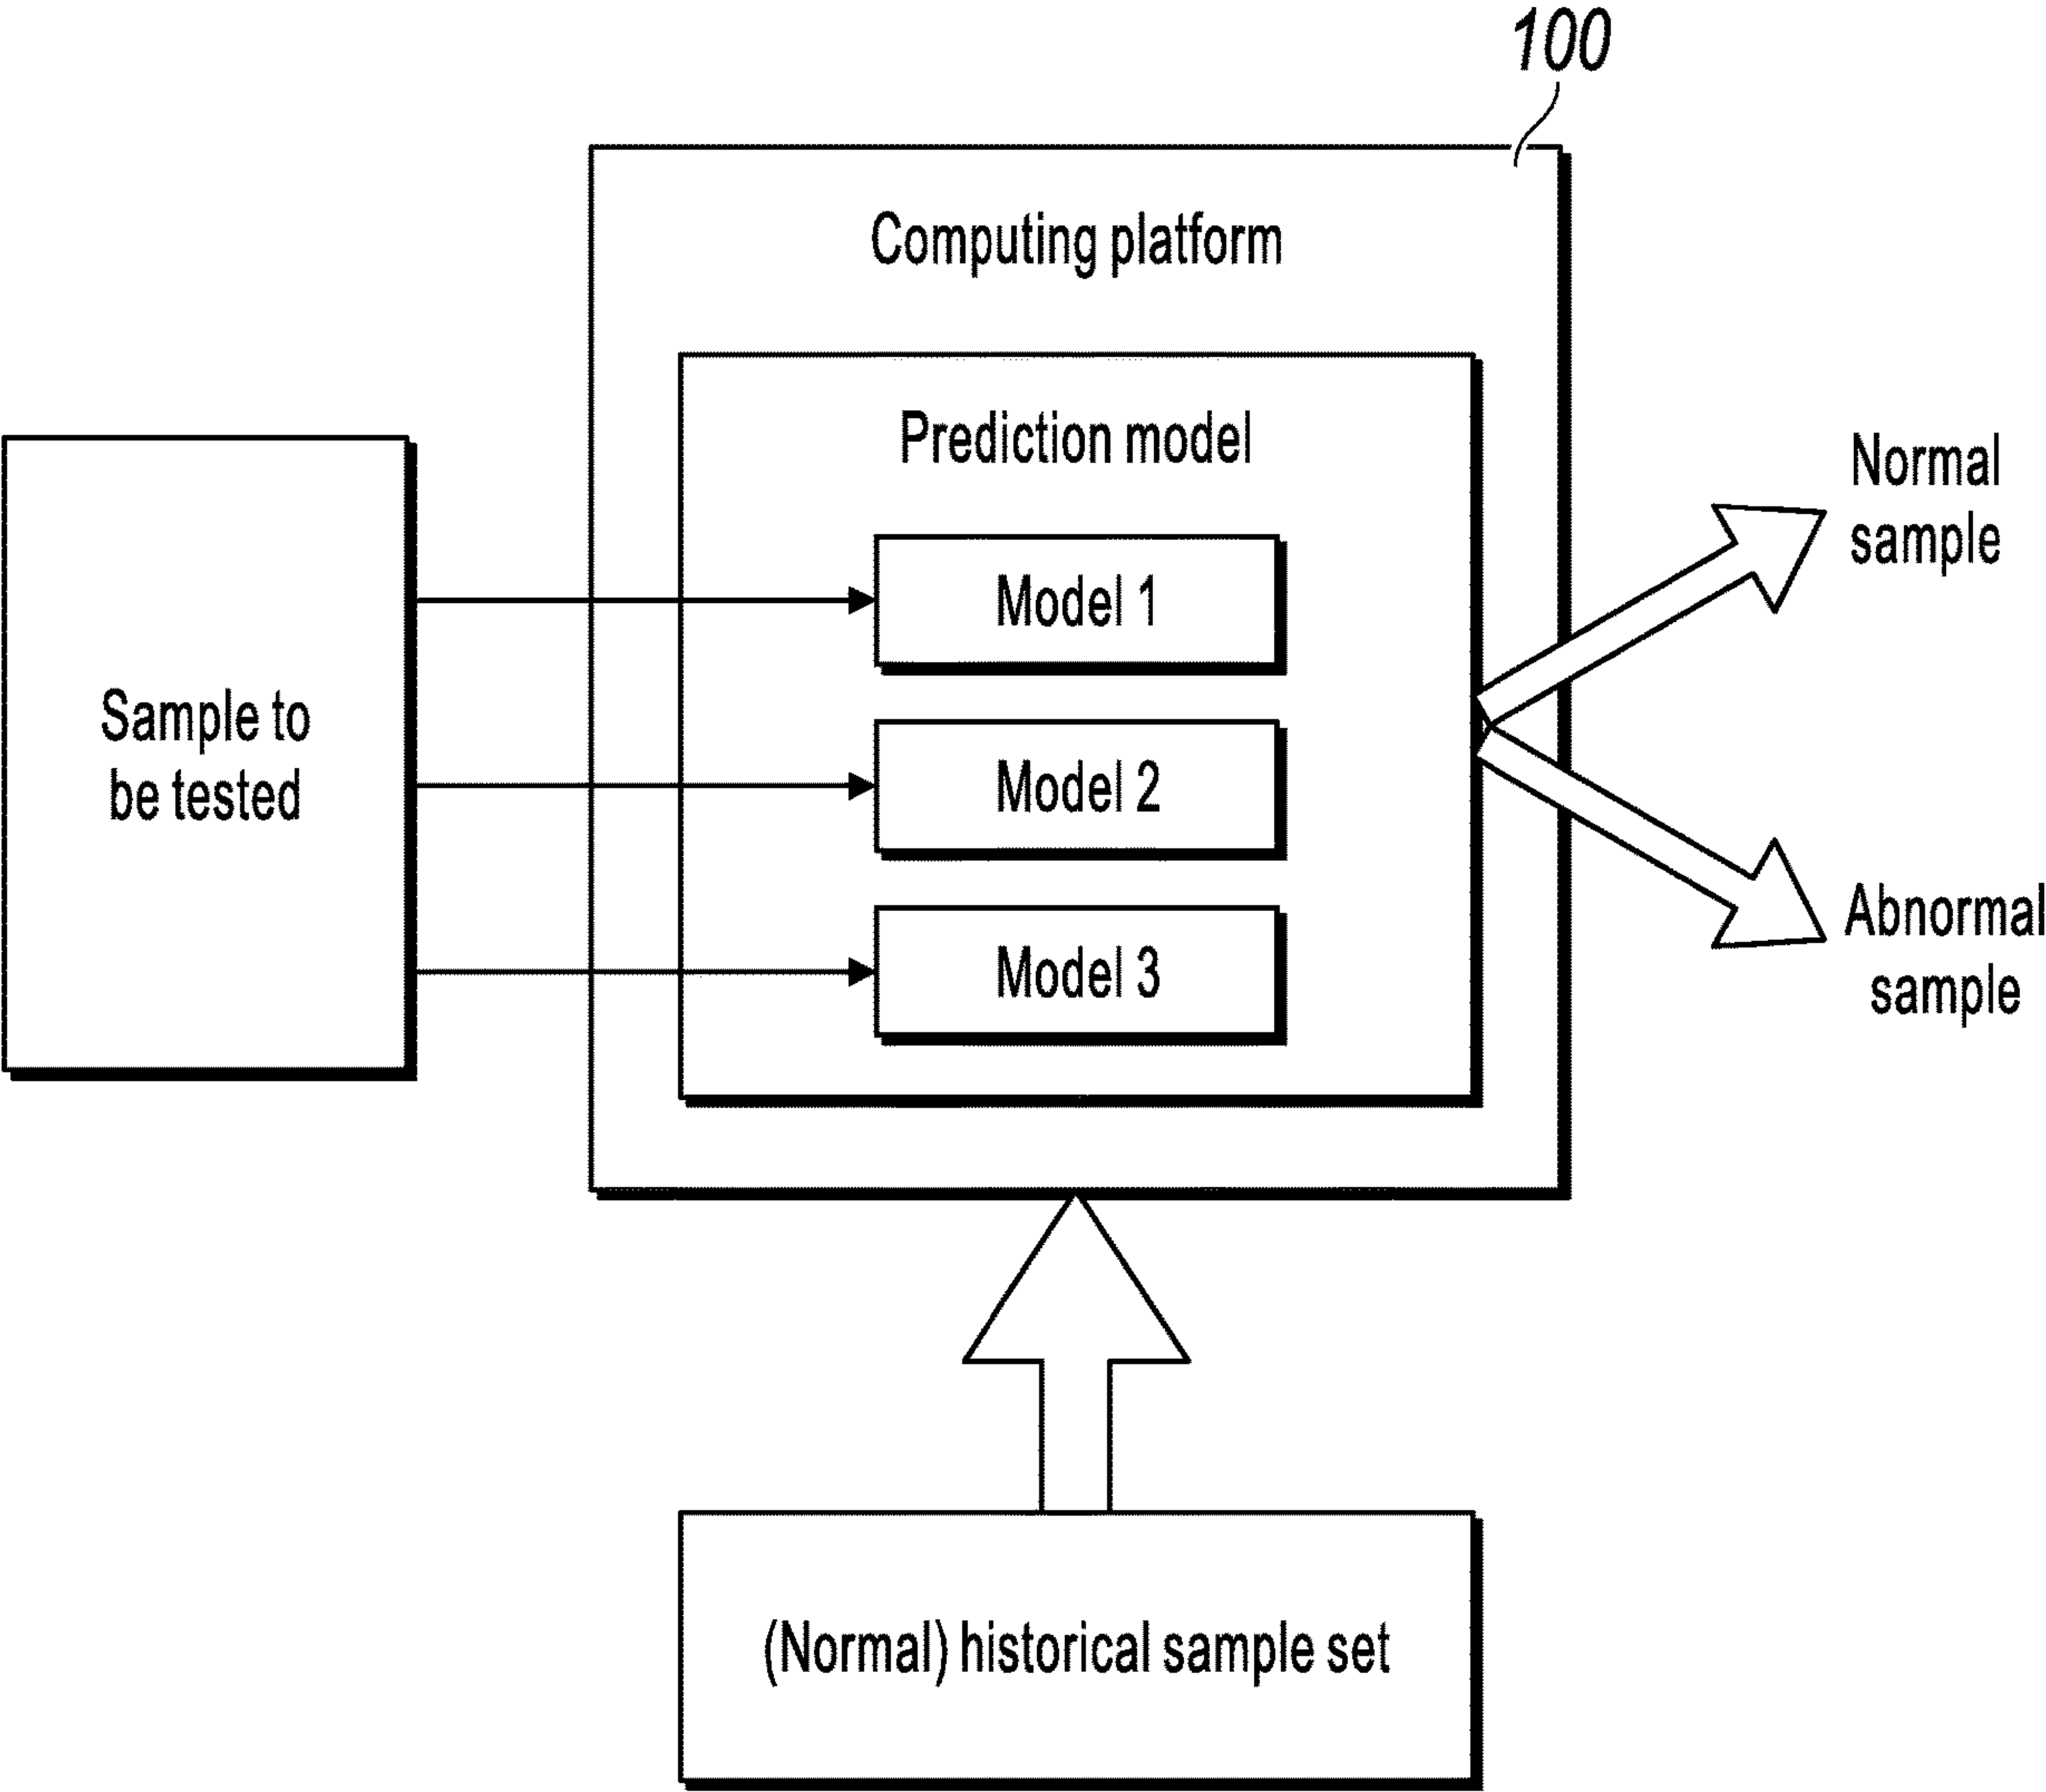 100
Computing platform
Prediction model
Model 1
Model 2
Model 3
Sample to
be tested
Normal
sample
Abnormal
sample
(Normal) historical sample set